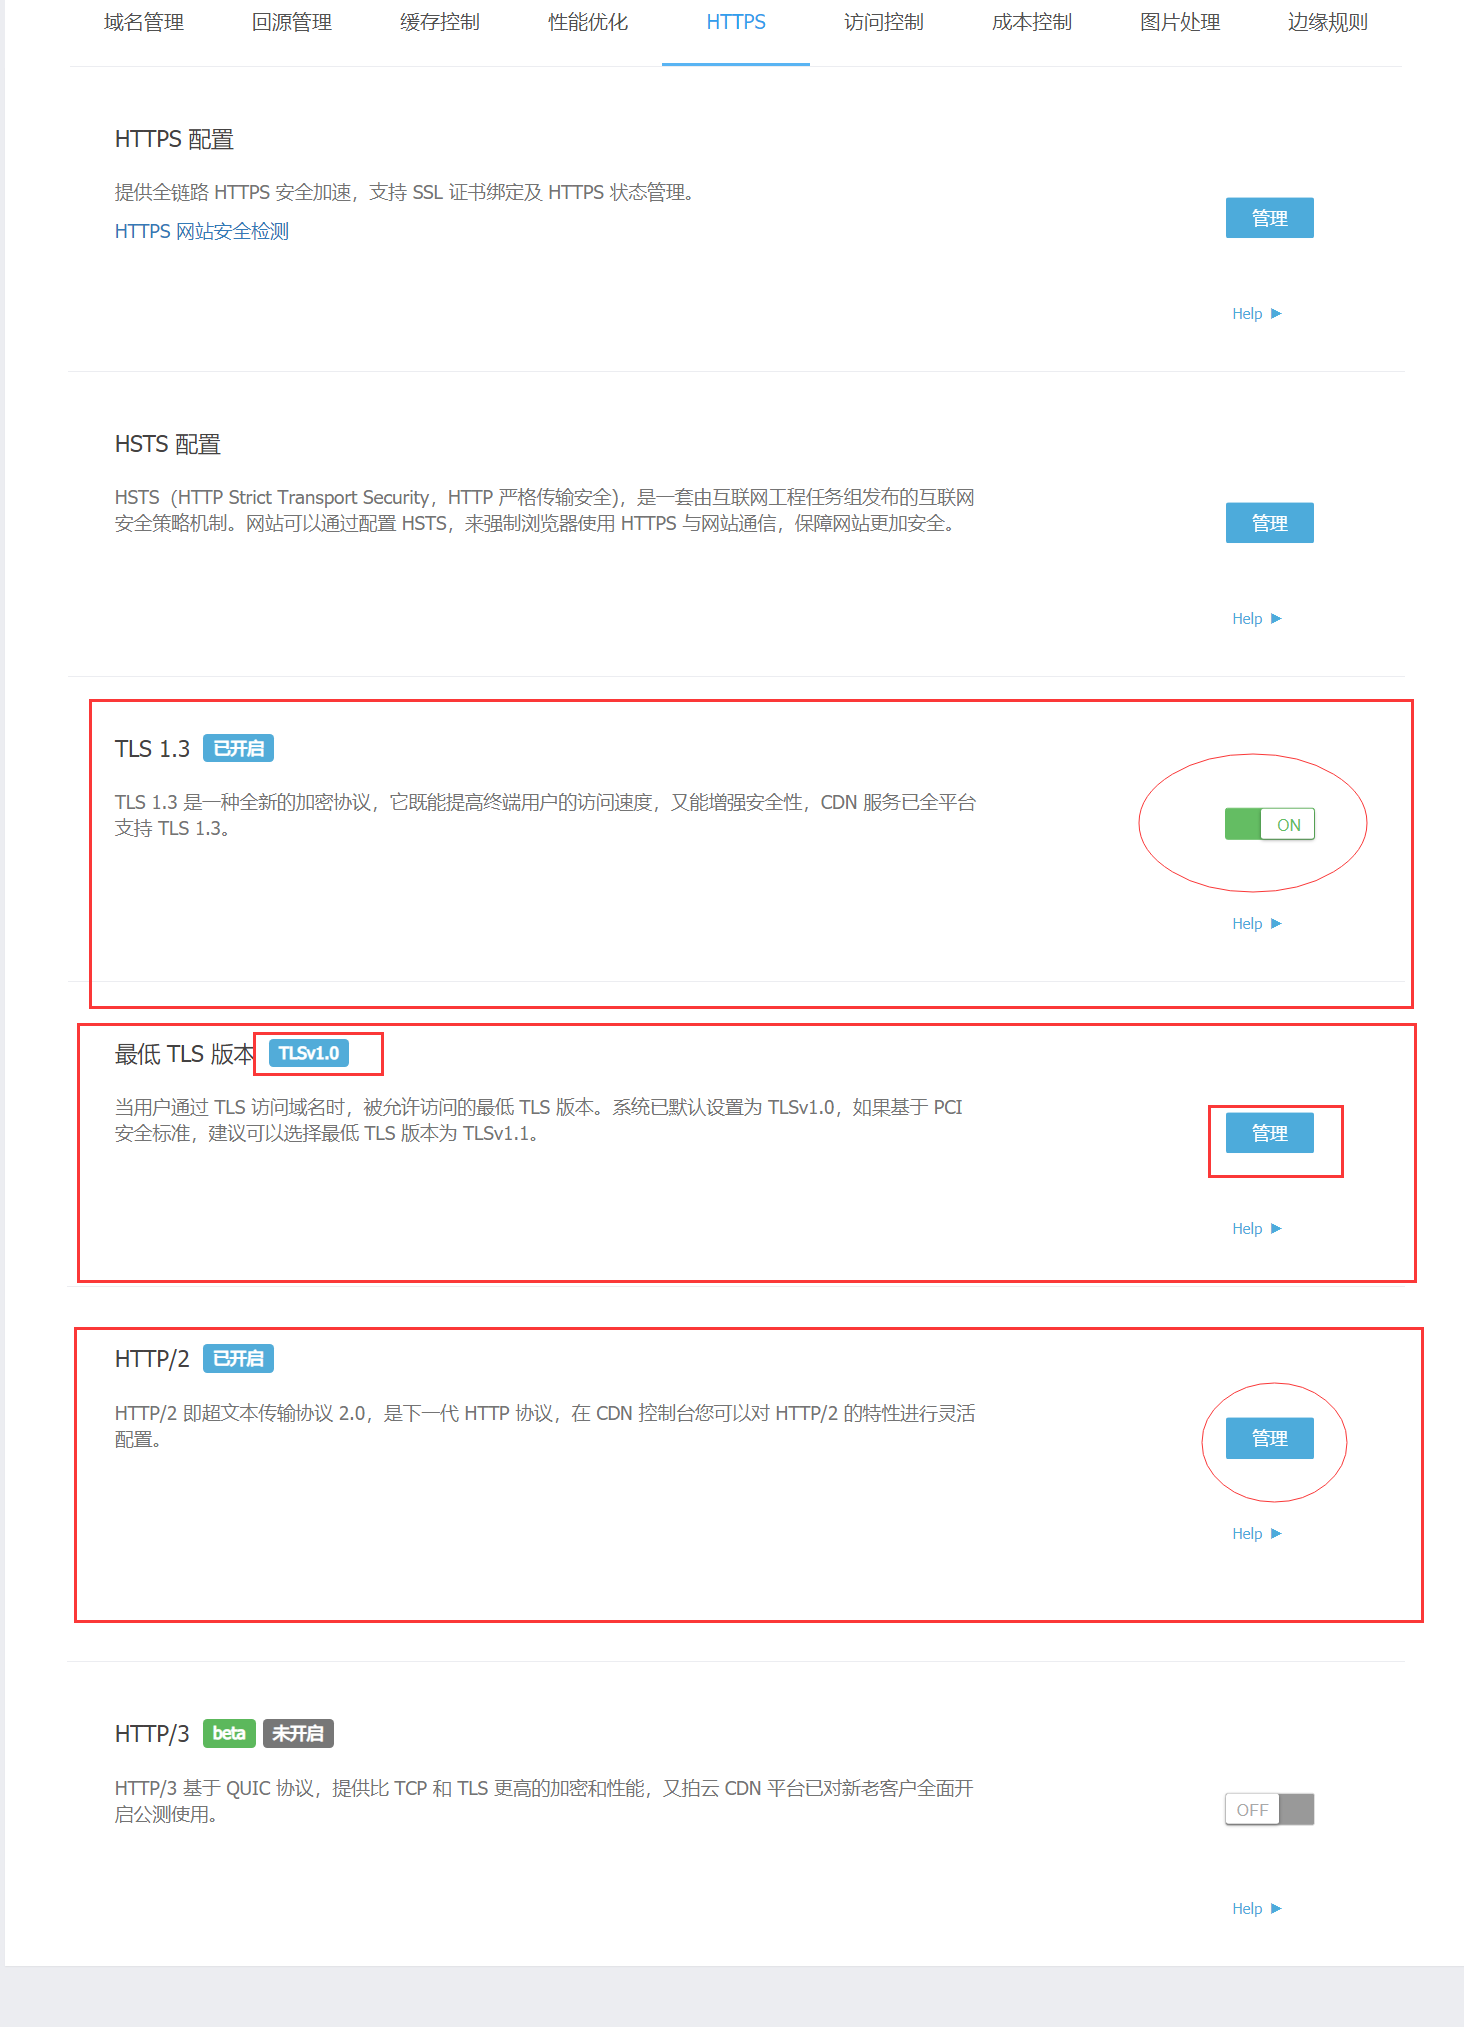 域名管理 回源管理 缓存控制 性能优化 HTTPS 访问控制 成本控制 图片处理 边缘规则
HTTPS 配置
提供全链路 HTTPS 安全加速，支持 SSL 证书绑定及 HTTPS 状态管理。
HTTPS 网站安全检测
管理
Help
HSTS 配置
HSTS（HTTP Strict Transport Security，HTTP 严格传输安全)，是一套由互联网工程任务组发布的互联网
安全策略机制。网站可以通过配置 HSTS，来强制浏览器使用 HTTPS 与网站通信，保障网站更加安全。
管理
Help
TLS 1.3 已开启
TLS 1.3 是一种全新的加密协议，它既能提高终端用户的访问速度，又能增强安全性，CDN 服务已全平台
支持 TLS 1.3。
ON
Help
最低 TLS 版本 TLSv1.0
当用户通过 TLS 访问域名时，被允许访问的最低 TLS 版本。系统已默认设置为 TLSv1.0，如果基于 PCI
安全标准，建议可以选择最低 TLS 版本为 TLSv1.1。
管理
Help
HTTP/2 已开启
HTTP/2 即超文本传输协议 2.0，是下一代 HTTP 协议，在 CDN 控制台您可以对 HTTP/2 的特性进行灵活
配置。
管理
Help
HTTP/3 beta 未开启
HTTP/3 基于 QUIC 协议，提供比 TCP 和 TLS 更高的加密和性能，又拍云 CDN 平台已对新老客户全面开
启公测使用。
OFF
Help